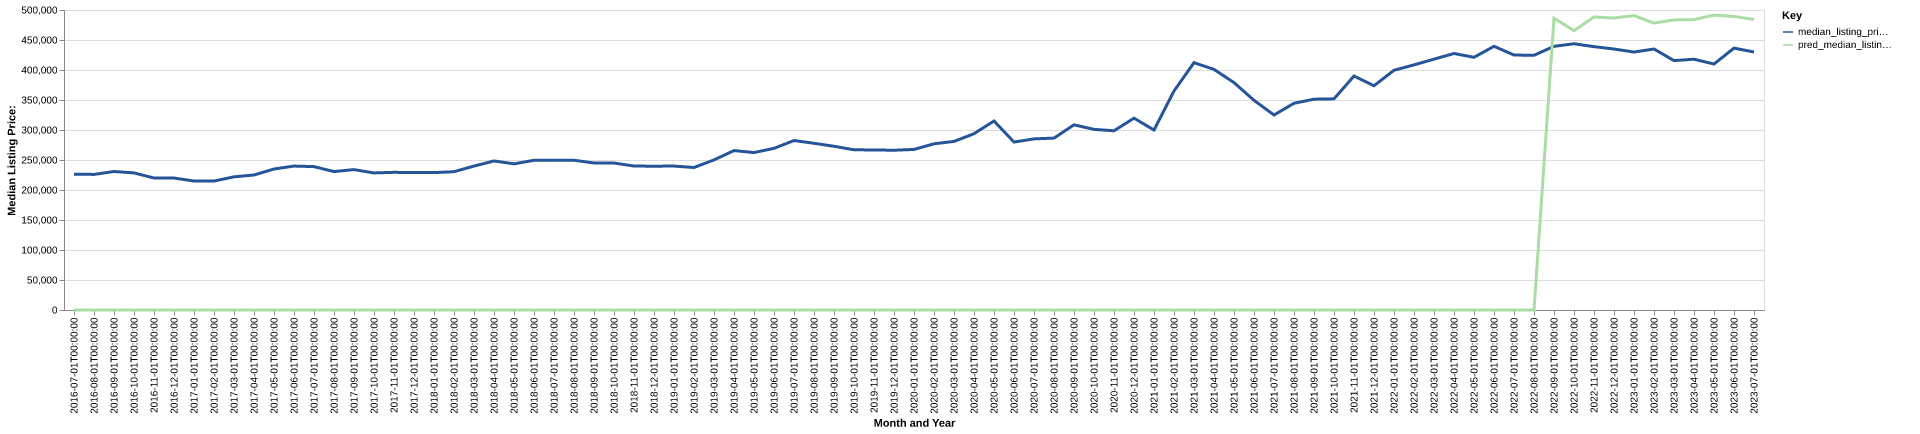 500,000
450,000
400,000
350,000
300,000
250,000
200,000
150,000
100,000
50,000
0
Median Listing Price:
2016-07-01T00:00:00
2016-08-01T00:00:00
2016-09-01T00:00:00
2016-10-01T00:00:00
2016-11-01T00:00:00
2016-12-01T00:00:00
2017-01-01T00:00:00
2017-02-01T00:00:00
2017-03-01T00:00:00
2017-04-01T00:00:00
2017-05-01T00:00:00
2017-06-01T00:00:00
2017-07-01T00:00:00
2017-08-01T00:00:00
2017-09-01T00:00:00
2017-10-01T00:00:00
2017-11-01T00:00:00
2017-12-01T00:00:00
2018-01-01T00:00:00
2018-02-01T00:00:00
2018-03-01T00:00:00
2018-04-01T00:00:00
2018-05-01T00:00:00
2018-06-01T00:00:00
2018-07-01T00:00:00
2018-08-01T00:00:00
2018-09-01T00:00:00
2018-10-01T00:00:00
2018-11-01T00:00:00
2018-12-01T00:00:00
2019-01-01T00:00:00
2019-02-01T00:00:00
2019-03-01T00:00:00
2019-04-01T00:00:00
2019-05-01T00:00:00
2019-06-01T00:00:00
2019-07-01T00:00:00
2019-08-01T00:00:00
2019-09-01T00:00:00
2019-10-01T00:00:00
2019-11-01T00:00:00
2019-12-01T00:00:00
2020-01-01T00:00:00
2020-02-01T00:00:00
2020-03-01T00:00:00
2020-04-01T00:00:00
2020-05-01T00:00:00
2020-06-01T00:00:00
2020-07-01T00:00:00
2020-08-01T00:00:00
2020-09-01T00:00:00
2020-10-01T00:00:00
2020-11-01T00:00:00
2020-12-01T00:00:00
2021-01-01T00:00:00
2021-02-01T00:00:00
2021-03-01T00:00:00
2021-04-01T00:00:00
2021-05-01T00:00:00
2021-06-01T00:00:00
2021-07-01T00:00:00
2021-08-01T00:00:00
2021-09-01T00:00:00
2021-10-01T00:00:00
2021-11-01T00:00:00
2021-12-01T00:00:00
2022-01-01T00:00:00
2022-02-01T00:00:00
2022-03-01T00:00:00
2022-04-01T00:00:00
2022-05-01T00:00:00
2022-06-01T00:00:00
2022-07-01T00:00:00
2022-08-01T00:00:00
2022-09-01T00:00:00
2022-10-01T00:00:00
2022-11-01T00:00:00
2022-12-01T00:00:00
2023-01-01T00:00:00
2023-02-01T00:00:00
2023-03-01T00:00:00
2023-04-01T00:00:00
2023-05-01T00:00:00
2023-06-01T00:00:00
2023-07-01T00:00:00
Month and Year
Key
median_listing_pri…
pred_median_listin…